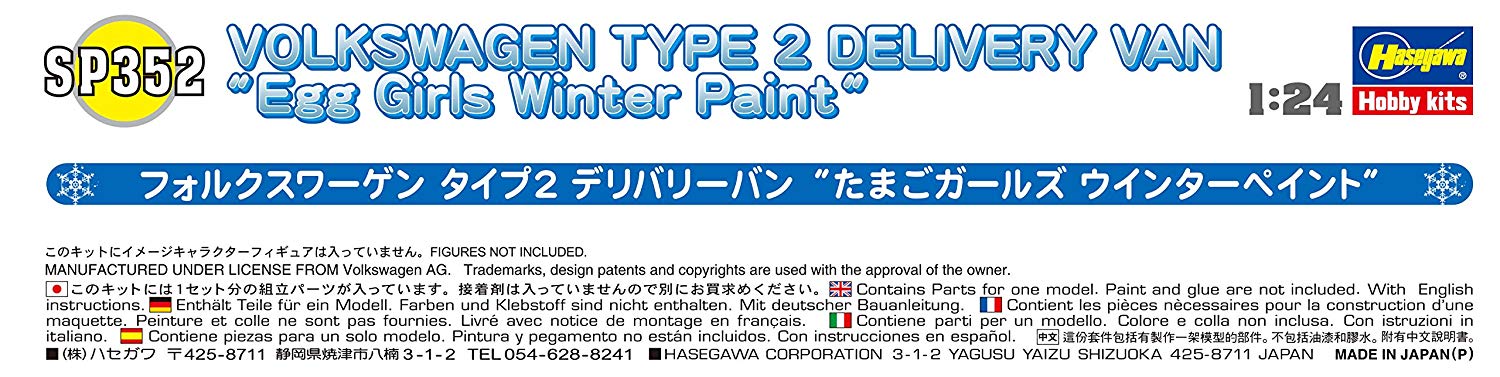 SP352
VOLKSWAGEN TYPE 2 DELIVERY VAN
"Egg Girls Winter Paint"
1:24
Hasegawa®
Hobby kits
フォルクスワーゲン タイプ2 デリバリーバン "たまごガールズ ウインターペイント"
このキットにイメージキャラクターフィギュアは入っていません。FIGURES NOT INCLUDED.
MANUFACTURED UNDER LICENSE FROM Volkswagen AG. Trademarks, design patents and copyrights are used with the approval of the owner.
このキットには1セット分の組立パーツが入っています。接着剤は入っていませんので別にお買求めください。 Contains Parts for one model. Paint and glue are not included. With English
instructions. Enthält Teile für ein Modell. Farben und Klebstoff sind nicht enthalten. Mit deutscher Bauanleitung. Contient les pièces nècessaires pour la construction d'une
maquette. Peinture et colle ne sont pas fournies. Livré avec notice de montage en français. Contiene parti per un modello. Colore e colla non inclusa. Con istruzioni in
italiano. Contiene piezas para un solo modelo. Pintura y pegamento no están incluidos. Con instrucciones en español. 中文 這份套件包括有製作一架模型的部件。不包括油漆和膠水。附有中文說明書。
■(株)ハセガワ 〒425-8711 静岡県焼津市八楠3-1-2 TEL 054-628-8241 ■HASEGAWA CORPORATION 3-1-2 YAGUSU YAIZU SHIZUOKA 425-8711 JAPAN MADE IN JAPAN(P)